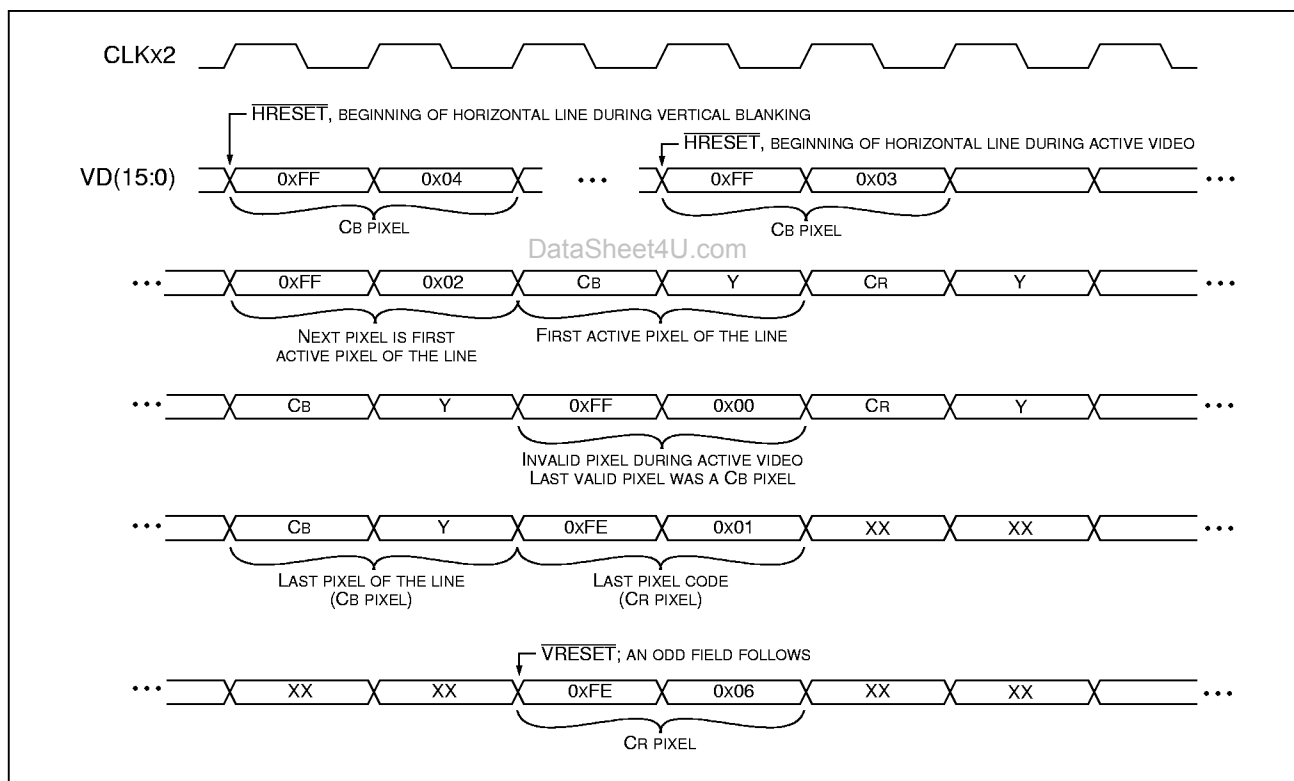 CLKx2
HRESET, BEGINNING OF HORIZONTAL LINE DURING VERTICAL BLANKING
HRESET, BEGINNING OF HORIZONTAL LINE DURING ACTIVE VIDEO
VD(15:0) 0xFF 0x04 ••• 0xFF 0x03 •••
CB PIXEL CB PIXEL
DataSheet4U.com
••• 0xFF 0x02 CB Y CR Y •••
NEXT PIXEL IS FIRST
ACTIVE PIXEL OF THE LINE
FIRST ACTIVE PIXEL OF THE LINE
••• CB Y 0xFF 0x00 CR Y •••
INVALID PIXEL DURING ACTIVE VIDEO
LAST VALID PIXEL WAS A CB PIXEL
••• CB Y 0xFE 0x01 XX XX •••
LAST PIXEL OF THE LINE
(CB PIXEL)
LAST PIXEL CODE
(CR PIXEL)
VRESET; AN ODD FIELD FOLLOWS
••• XX XX 0xFE 0x06 XX XX •••
CR PIXEL